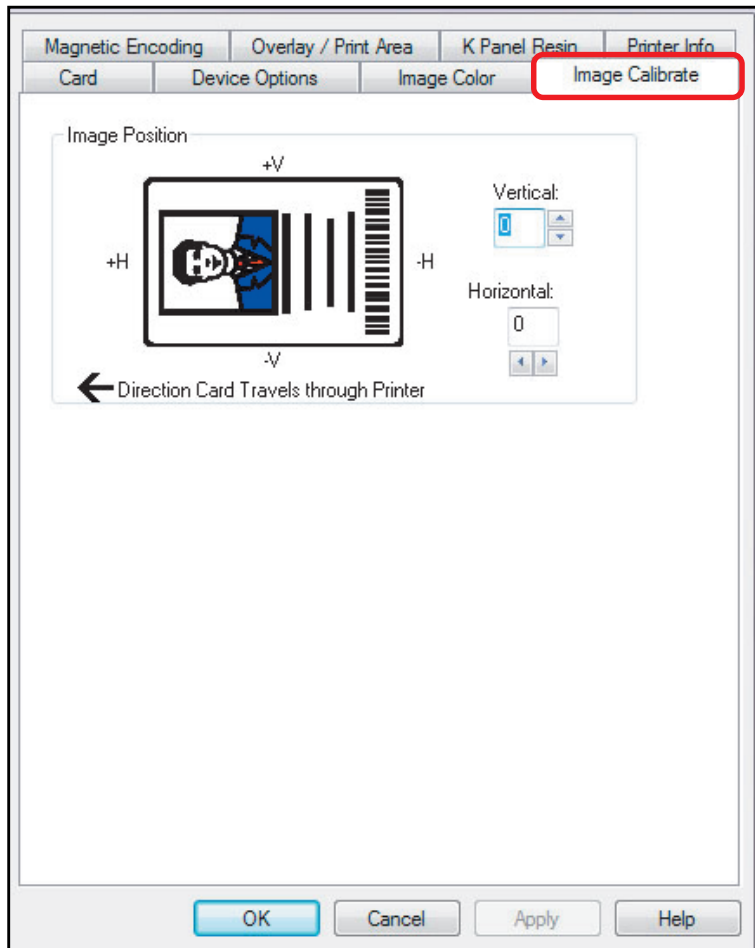 Magnetic Encoding Overlay / Print Area K Panel Resin Printer Info
Card Device Options Image Color Image Calibrate
Image Position
+V
Vertical:
0
+H -H
Horizontal:
0
-V
Direction Card Travels through Printer
OK Cancel Apply Help